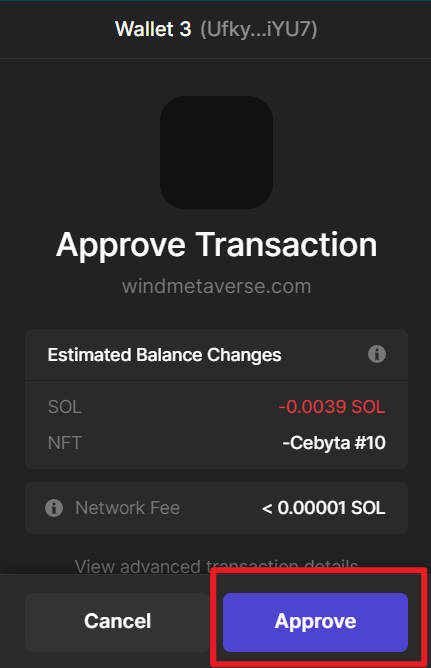 Wallet 3 (Ufky...iYU7)
Approve Transaction
windmetaverse.com
Estimated Balance Changes
SOL -0.0039 SOL
NFT -Cebyta #10
Network Fee < 0.00001 SOL
View advanced transaction details
Cancel Approve